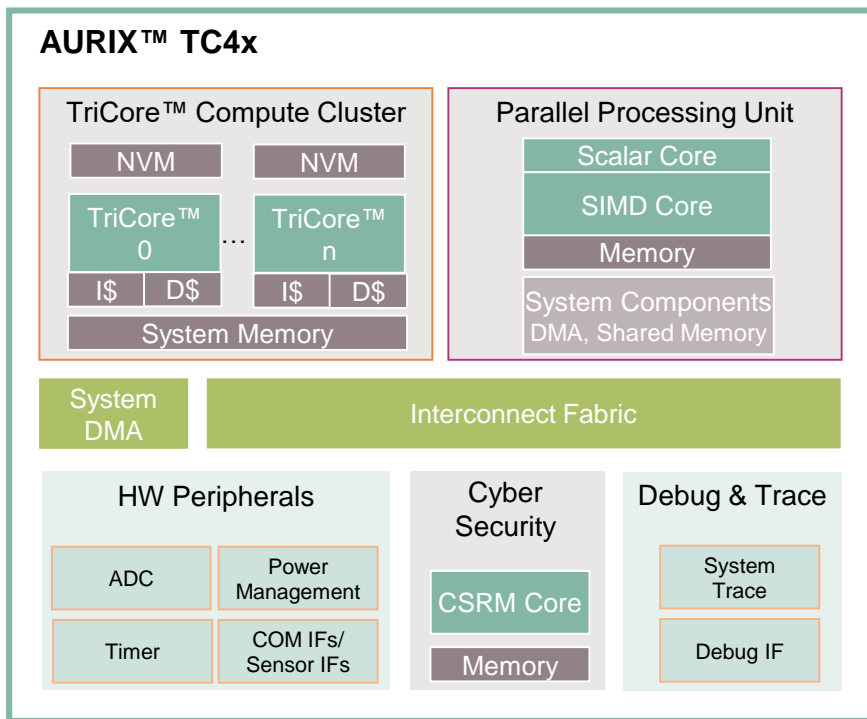 AURIX™ TC4x
TriCore™ Compute Cluster
NVM
NVM
TriCore™
0
...
TriCore™
n
I$
D$
I$
D$
System Memory
Parallel Processing Unit
Scalar Core
SIMD Core
Memory
System Components
DMA, Shared Memory
System
DMA
Interconnect Fabric
HW Peripherals
ADC
Power
Management
Timer
COM IFs/
Sensor IFs
Cyber
Security
CSRM Core
Memory
Debug & Trace
System
Trace
Debug IF